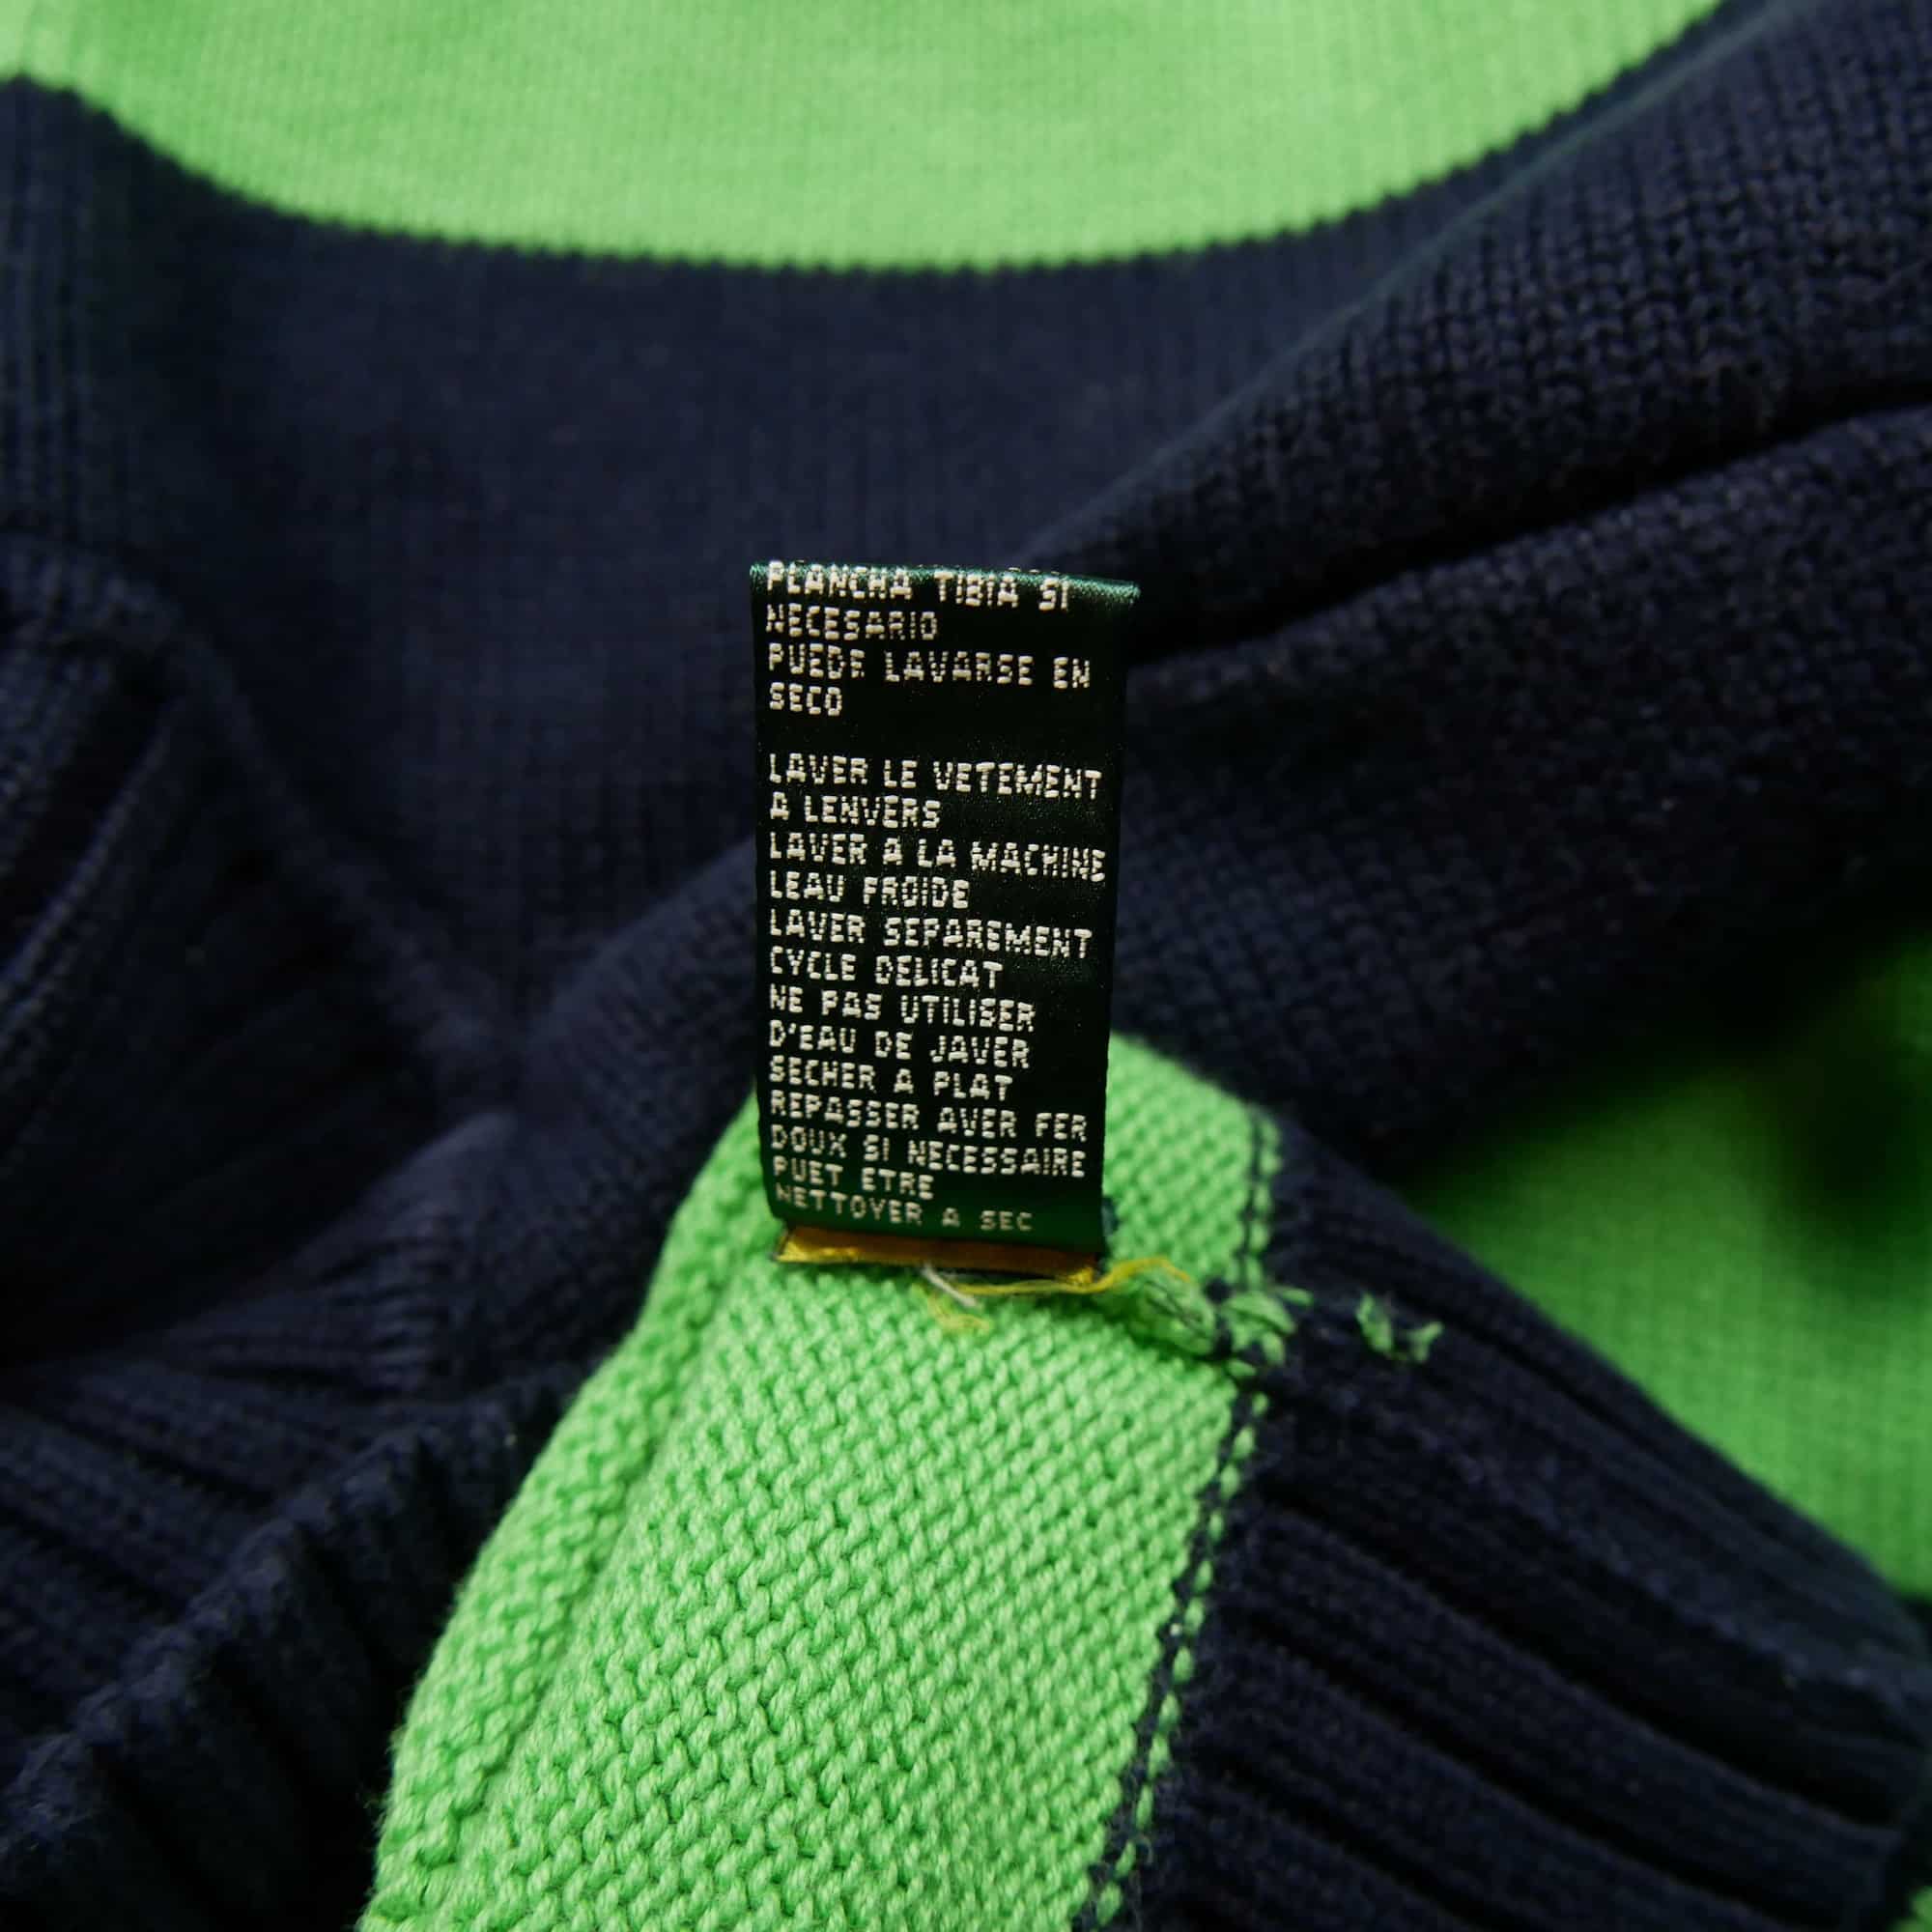 PLANCHA TIBIA SI
NECESARIO
PUEDE LAVARSE EN
SECO
LAVER LE VETEMENT
A LENVERS
LAVER A LA MACHINE
LEAU FROIDE
LAVER SEPAREMENT
CYCLE DELICAT
NE PAS UTILISER
D'EAU DE JAVER
SECHER A PLAT
REPASSER AVER FER
DOUX SI NECESSAIRE
PUET ETRE
NETTOYER A SEC